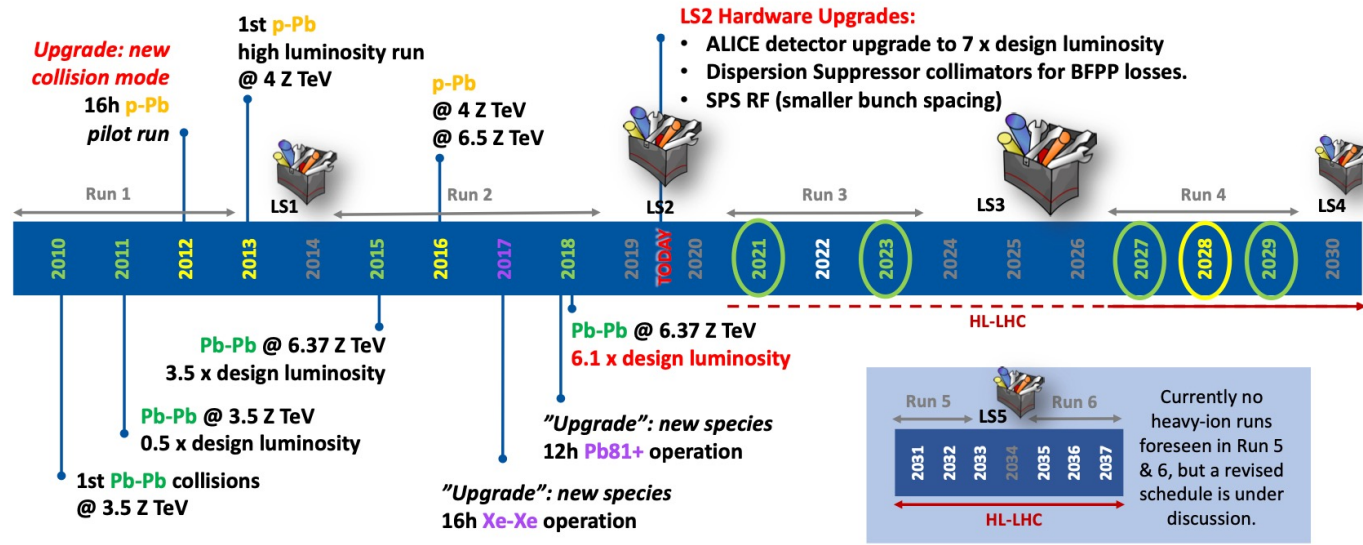 Upgrade: new
collision mode
16h p-Pb
pilot run
1st p-Pb
high luminosity run
@ 4 Z TeV
p-Pb
@ 4 Z TeV
@ 6.5 Z TeV
LS2 Hardware Upgrades:
• ALICE detector upgrade to 7 x design luminosity
• Dispersion Suppressor collimators for BFPP losses.
• SPS RF (smaller bunch spacing)
Run 1
LS1
Run 2
LS2
Run 3
LS3
Run 4
LS4
2010
2011
2012
2013
2014
2015
2016
2017
2018
2019
TODAY
2020
2021
2022
2023
2024
2025
2026
2027
2028
2029
2030
HL-LHC
Pb-Pb @ 6.37 Z TeV
3.5 x design luminosity
Pb-Pb @ 6.37 Z TeV
6.1 x design luminosity
Pb-Pb @ 3.5 Z TeV
0.5 x design luminosity
"Upgrade": new species
12h Pb81+ operation
1st Pb-Pb collisions
@ 3.5 Z TeV
"Upgrade": new species
16h Xe-Xe operation
Run 5
LS5
Run 6
2031
2032
2033
2034
2035
2036
2037
HL-LHC
Currently no
heavy-ion runs
foreseen in Run 5
& 6, but a revised
schedule is under
discussion.